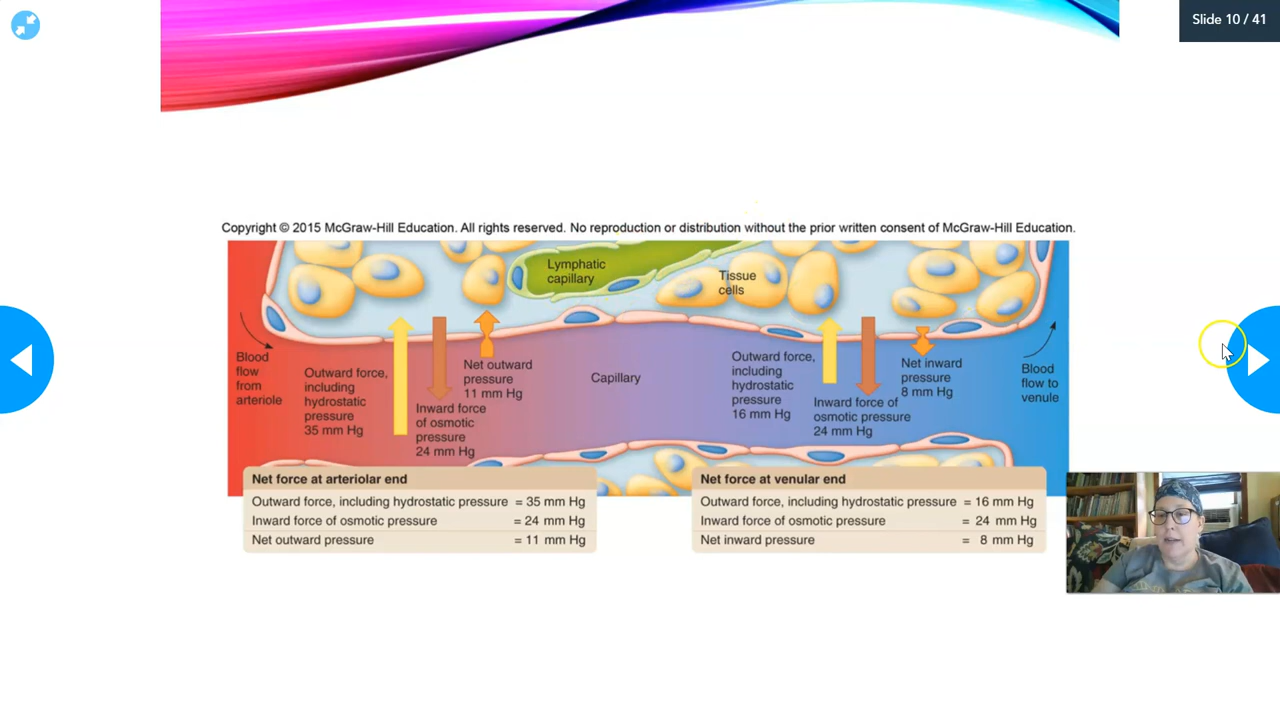 Slide 10 / 41
Copyright © 2015 McGraw-Hill Education. All rights reserved. No reproduction or distribution without the prior written consent of McGraw-Hill Education.
Lymphatic
capillary
Tissue
cells
Blood
flow
from
arteriole
Outward force,
including
hydrostatic
pressure
35 mm Hg
Inward force
of osmotic
pressure
24 mm Hg
Net outward
pressure
11 mm Hg
Capillary
Outward force,
including
hydrostatic
pressure
16 mm Hg
Inward force of
osmotic pressure
24 mm Hg
Net inward
pressure
8 mm Hg
Blood
flow to
venule
Net force at arteriolar end
Outward force, including hydrostatic pressure = 35 mm Hg
Inward force of osmotic pressure = 24 mm Hg
Net outward pressure = 11 mm Hg
Net force at venular end
Outward force, including hydrostatic pressure = 16 mm Hg
Inward force of osmotic pressure = 24 mm Hg
Net inward pressure = 8 mm Hg